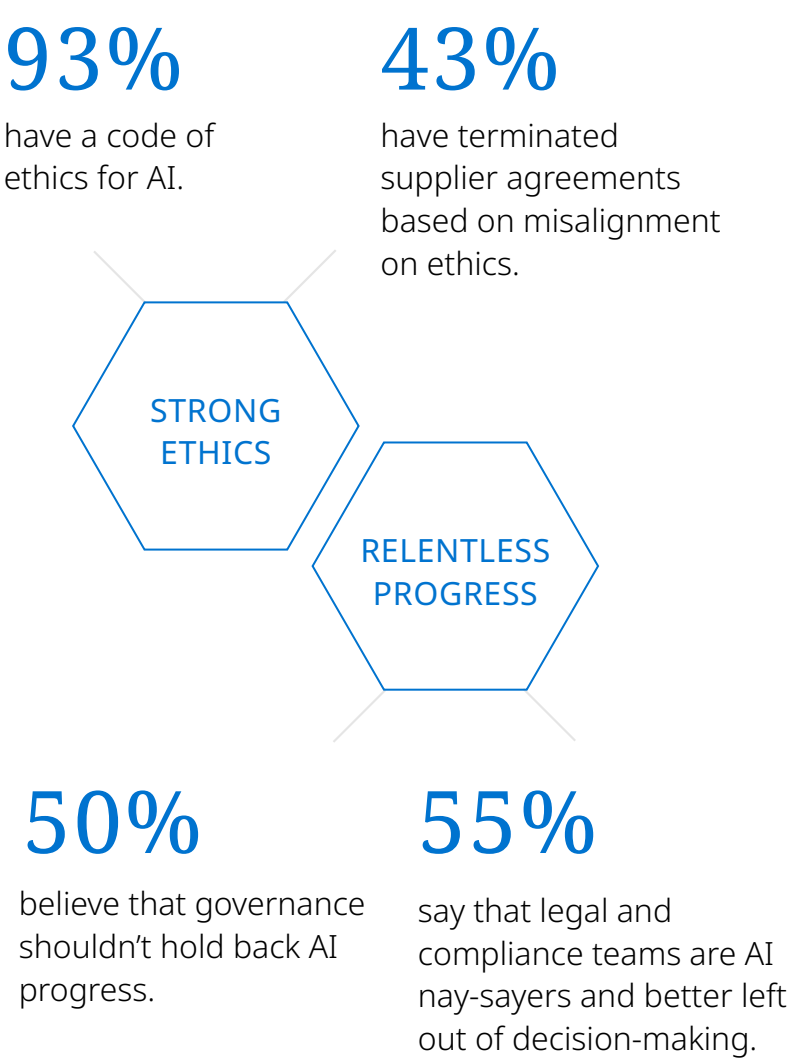 93%
have a code of
ethics for AI.
43%
have terminated
supplier agreements
based on misalignment
on ethics.
STRONG
ETHICS
RELENTLESS
PROGRESS
50%
believe that governance
shouldn’t hold back AI
progress.
55%
say that legal and
compliance teams are AI
nay-sayers and better left
out of decision-making.